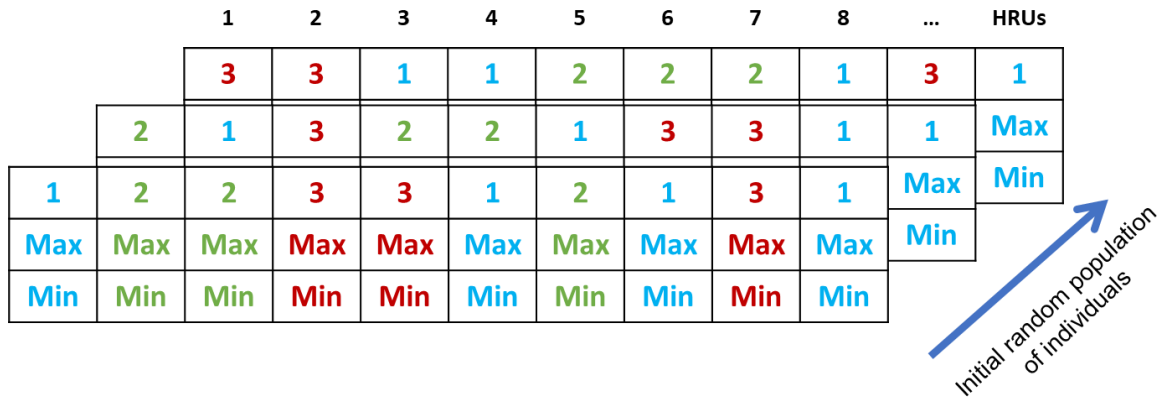 1 2 3 4 5 6 7 8 ... HRUs
3 3 1 1 2 2 2 1 3 1
2 1 3 2 2 1 3 3 1 1 Max
1 2 2 3 3 1 2 1 3 1 Max Min
Max Max Max Max Max Max Max Max Max Max Min
Min Min Min Min Min Min Min Min Min Min
Initial random population
of individuals